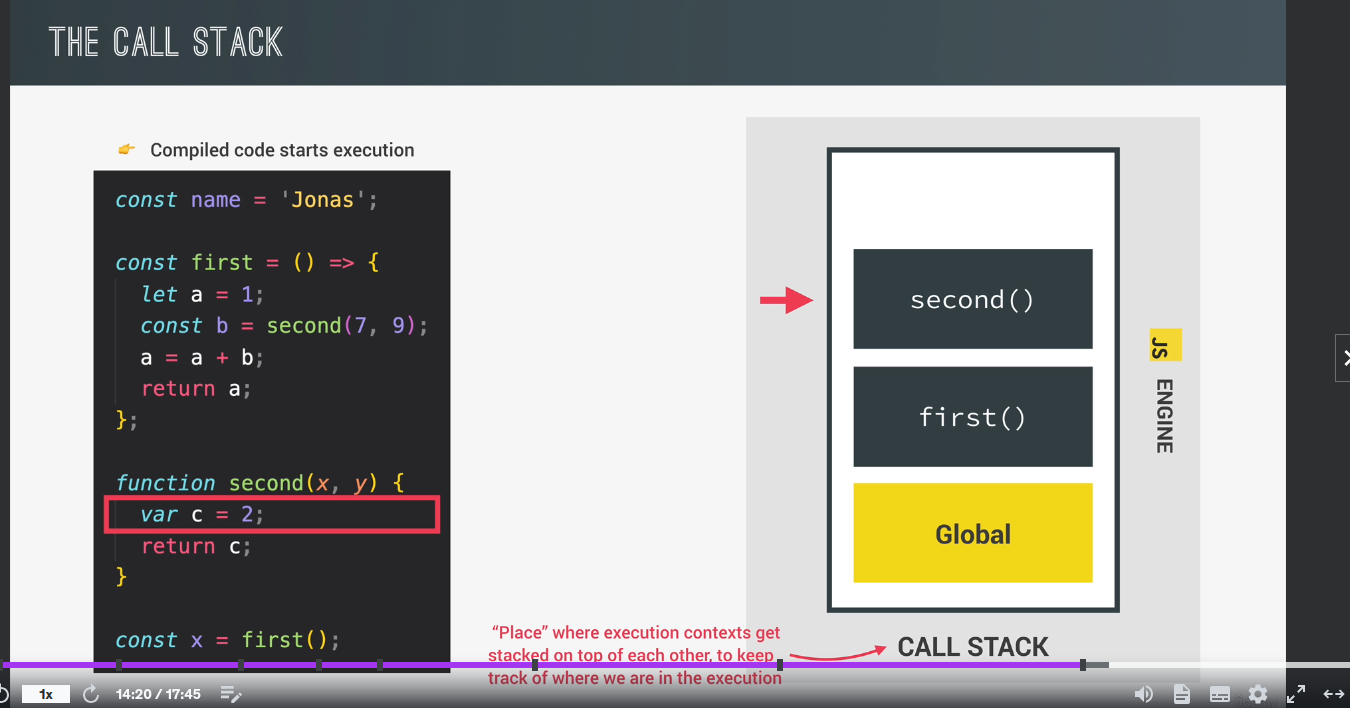 THE CALL STACK
👉 Compiled code starts execution
const name = 'Jonas';
const first = () => {
let a = 1;
const b = second(7, 9);
a = a + b;
return a;
};
function second(x, y) {
var c = 2;
return c;
}
const x = first();
second()
first()
Global
JS
ENGINE
“Place” where execution contexts get
stacked on top of each other, to keep
track of where we are in the execution
CALL STACK
1x
14:20 / 17:45